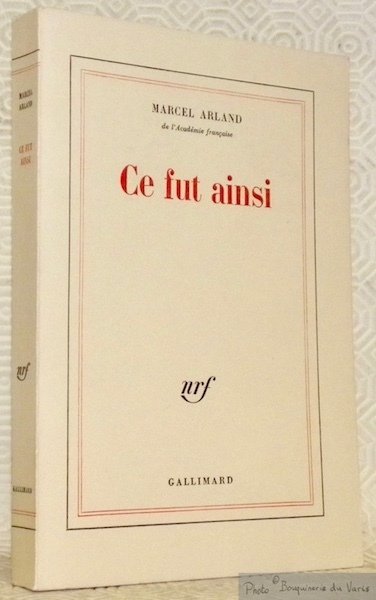 MARCEL
ARLAND
CE FUT
AINSI
nrf
GALLIMARD
MARCEL ARLAND
de l'Académie française
Ce fut ainsi
nrf
GALLIMARD
Photo © Bouquinerie du Varis